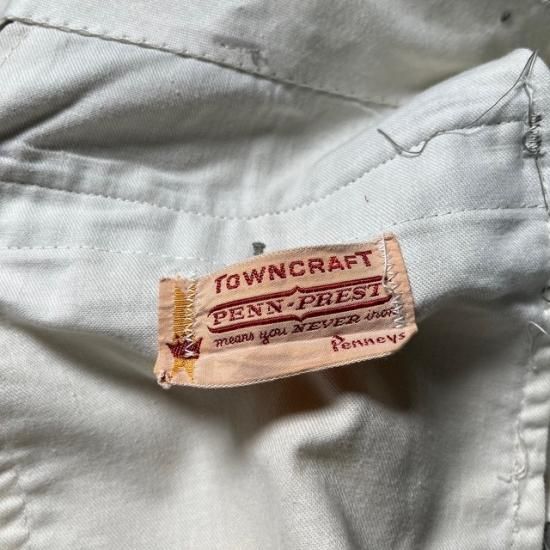 TOWNCRAFT
PENN-PREST
means you NEVER iron
Penneys